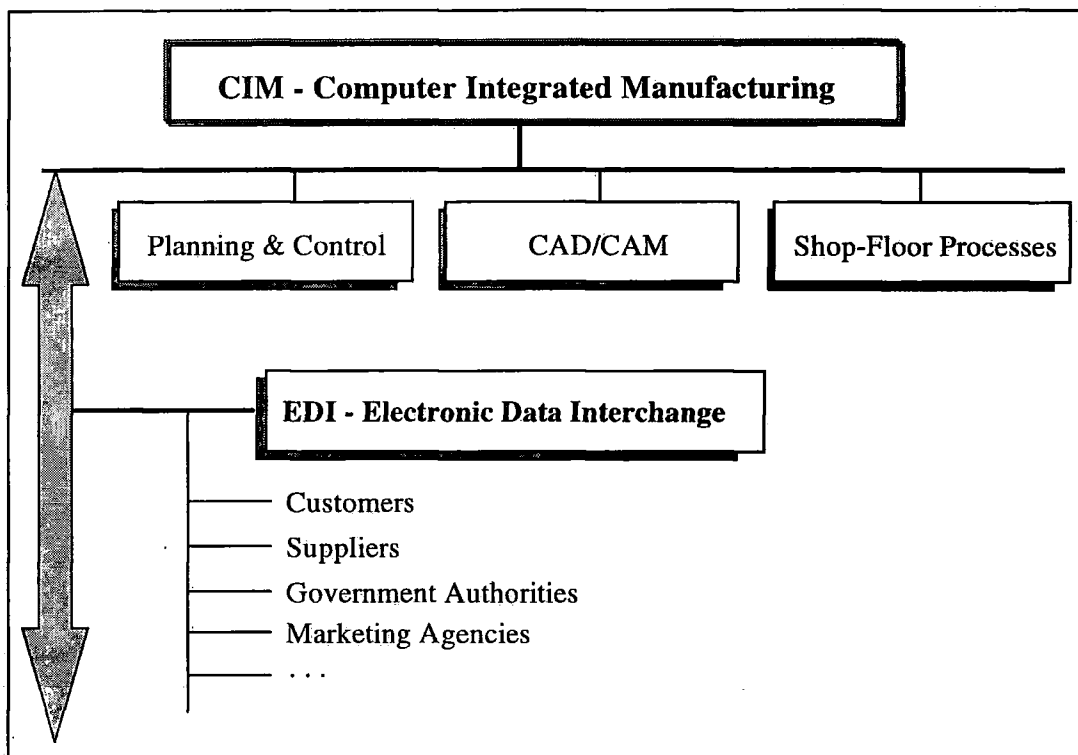 CIM - Computer Integrated Manufacturing
Planning & Control
CAD/CAM
Shop-Floor Processes
EDI - Electronic Data Interchange
Customers
Suppliers
Government Authorities
Marketing Agencies
. . .